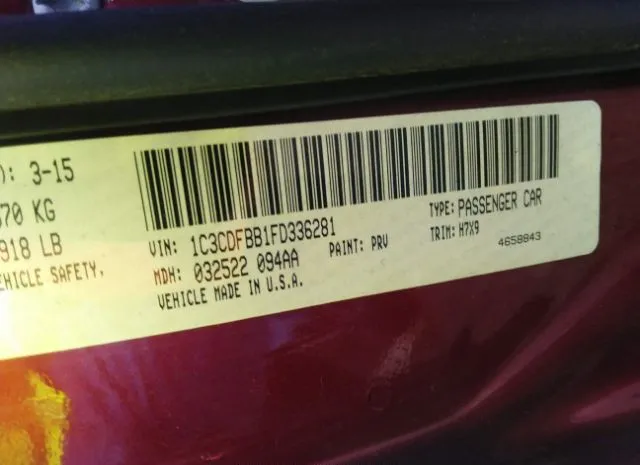 ): 3-15
670 KG
918 LB
EHICLE SAFETY,
VIN: 1C3CDFBB1FD336281
TYPE: PASSENGER CAR
MDH: 032522 094AA
PAINT: PRV
TRIM: H7X9
VEHICLE MADE IN U.S.A.
4658843